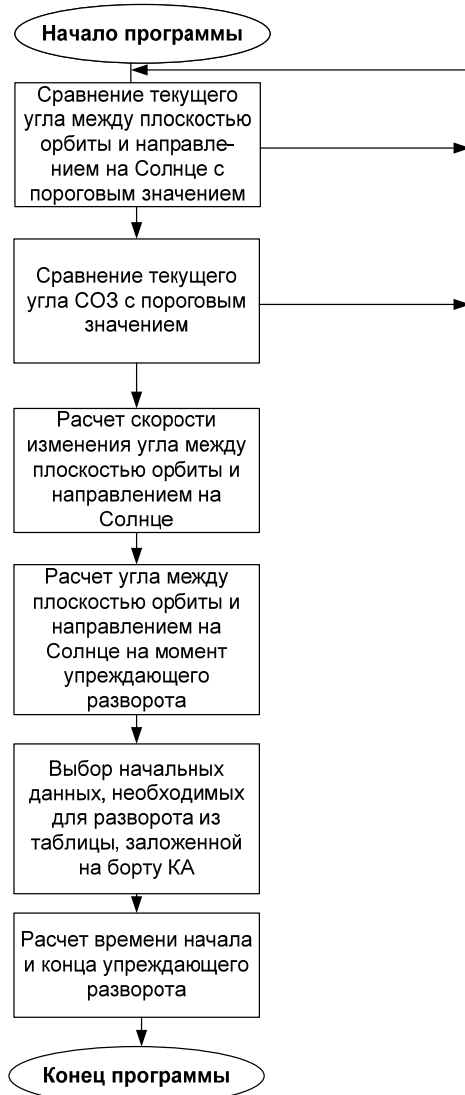 Начало программы
Сравнение текущего
угла между плоскостью
орбиты и направле-
нием на Солнце с
пороговым значением
Сравнение текущего
угла СОЗ с пороговым
значением
Расчет скорости
изменения угла между
плоскостью орбиты и
направлением на
Солнце
Расчет угла между
плоскостью орбиты и
направлением на
Солнце на момент
упреждающего
разворота
Выбор начальных
данных, необходимых
для разворота из
таблицы, заложенной
на борту КА
Расчет времени начала
и конца упреждающего
разворота
Конец программы